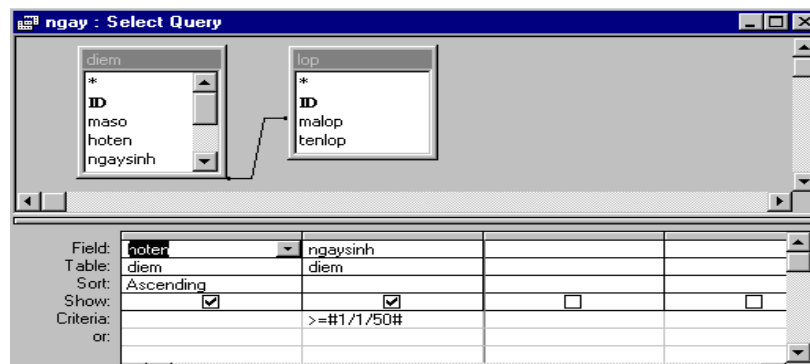 ngay : Select Query
diem
*
ID
maso
hoten
ngaysinh
lop
*
ID
malop
tenlop
Field: hoten ngaysinh
Table: diem diem
Sort: Ascending
Show:
Criteria: >=#1/1/50#
or: